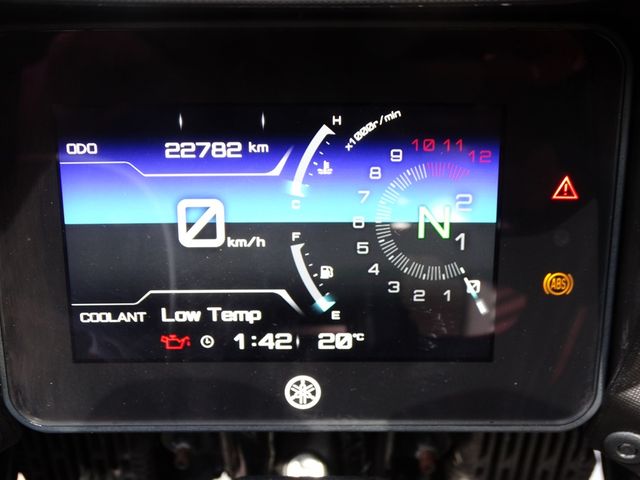 H
x1000r/min
ODO 22782 km
9 10 11 12
8
C
7
2
0 km/h
6
N
F
5
1
4
3 2 1 0
ABS
E
COOLANT Low Temp
1:42 20°C